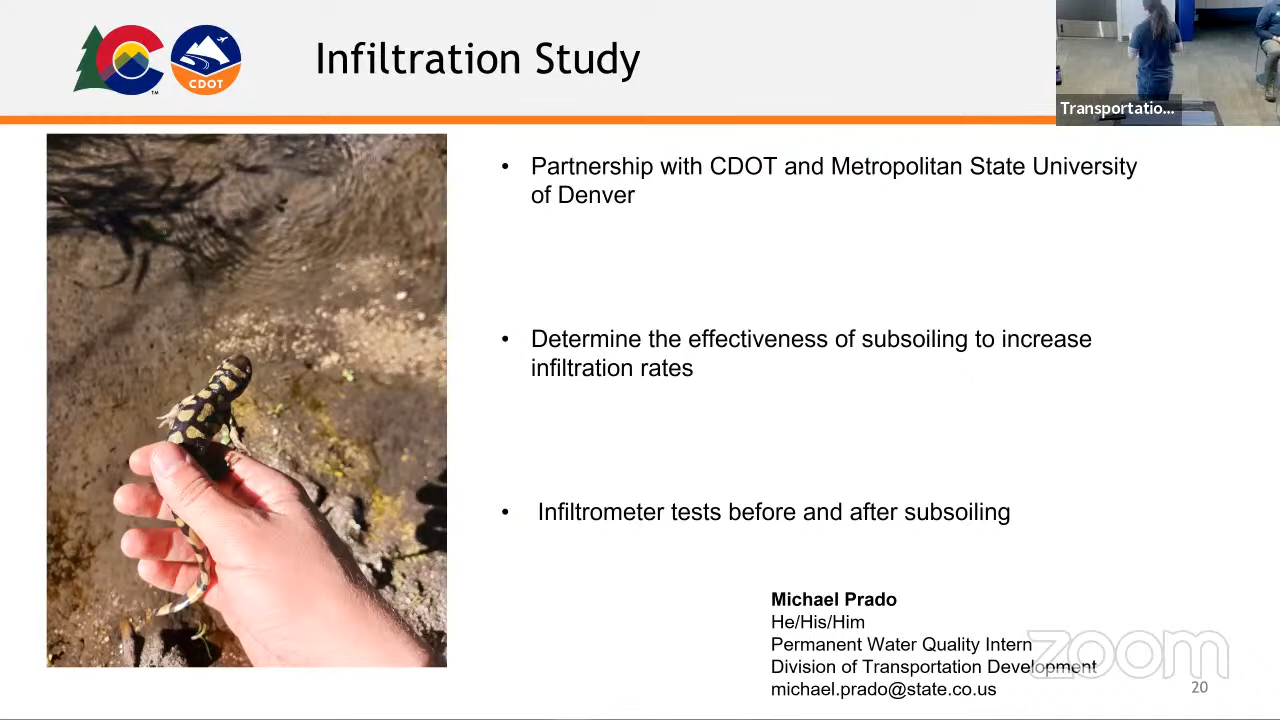 CDOT
TM
Infiltration Study
Transportatio...
• Partnership with CDOT and Metropolitan State University
of Denver
• Determine the effectiveness of subsoiling to increase
infiltration rates
• Infiltrometer tests before and after subsoiling
Michael Prado
He/His/Him
Permanent Water Quality Intern
Division of Transportation Development
michael.prado@state.co.us
zoom
20